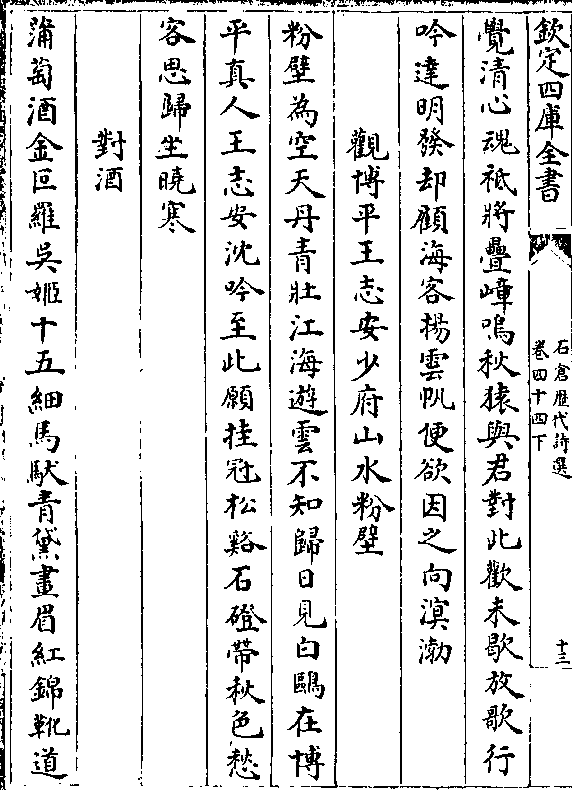 欽定四庫全書
石倉歷代詩選
卷四十四下
十三
覺清心魂祗將疊嶂鳴秋猿與君對此歡未歇放歌行
吟達明發却顧海客揚雲帆便欲因之向溟渤
觀博平王志安少府山水粉壁
粉壁為空天丹青壯江海遊雲不知歸日見白鷗在博
平真人王志安沈吟至此願挂冠松谿石磴帶秋色愁
客思歸生曉寒
對酒
蒲萄酒金叵羅吳姬十五細馬馱青黛畫眉紅錦靴道